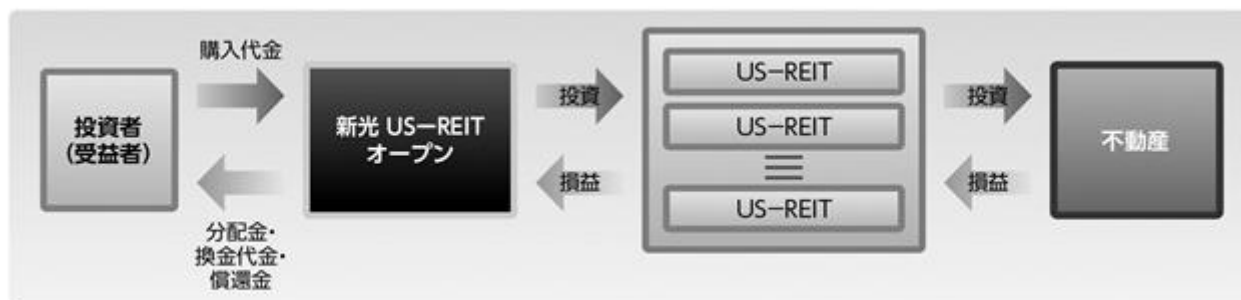 購入代金
投資者
(受益者)
分配金・
換金代金・
償還金
新光 US-REIT
オープン
投資
損益
US-REIT
US-REIT
US-REIT
投資
損益
不動産